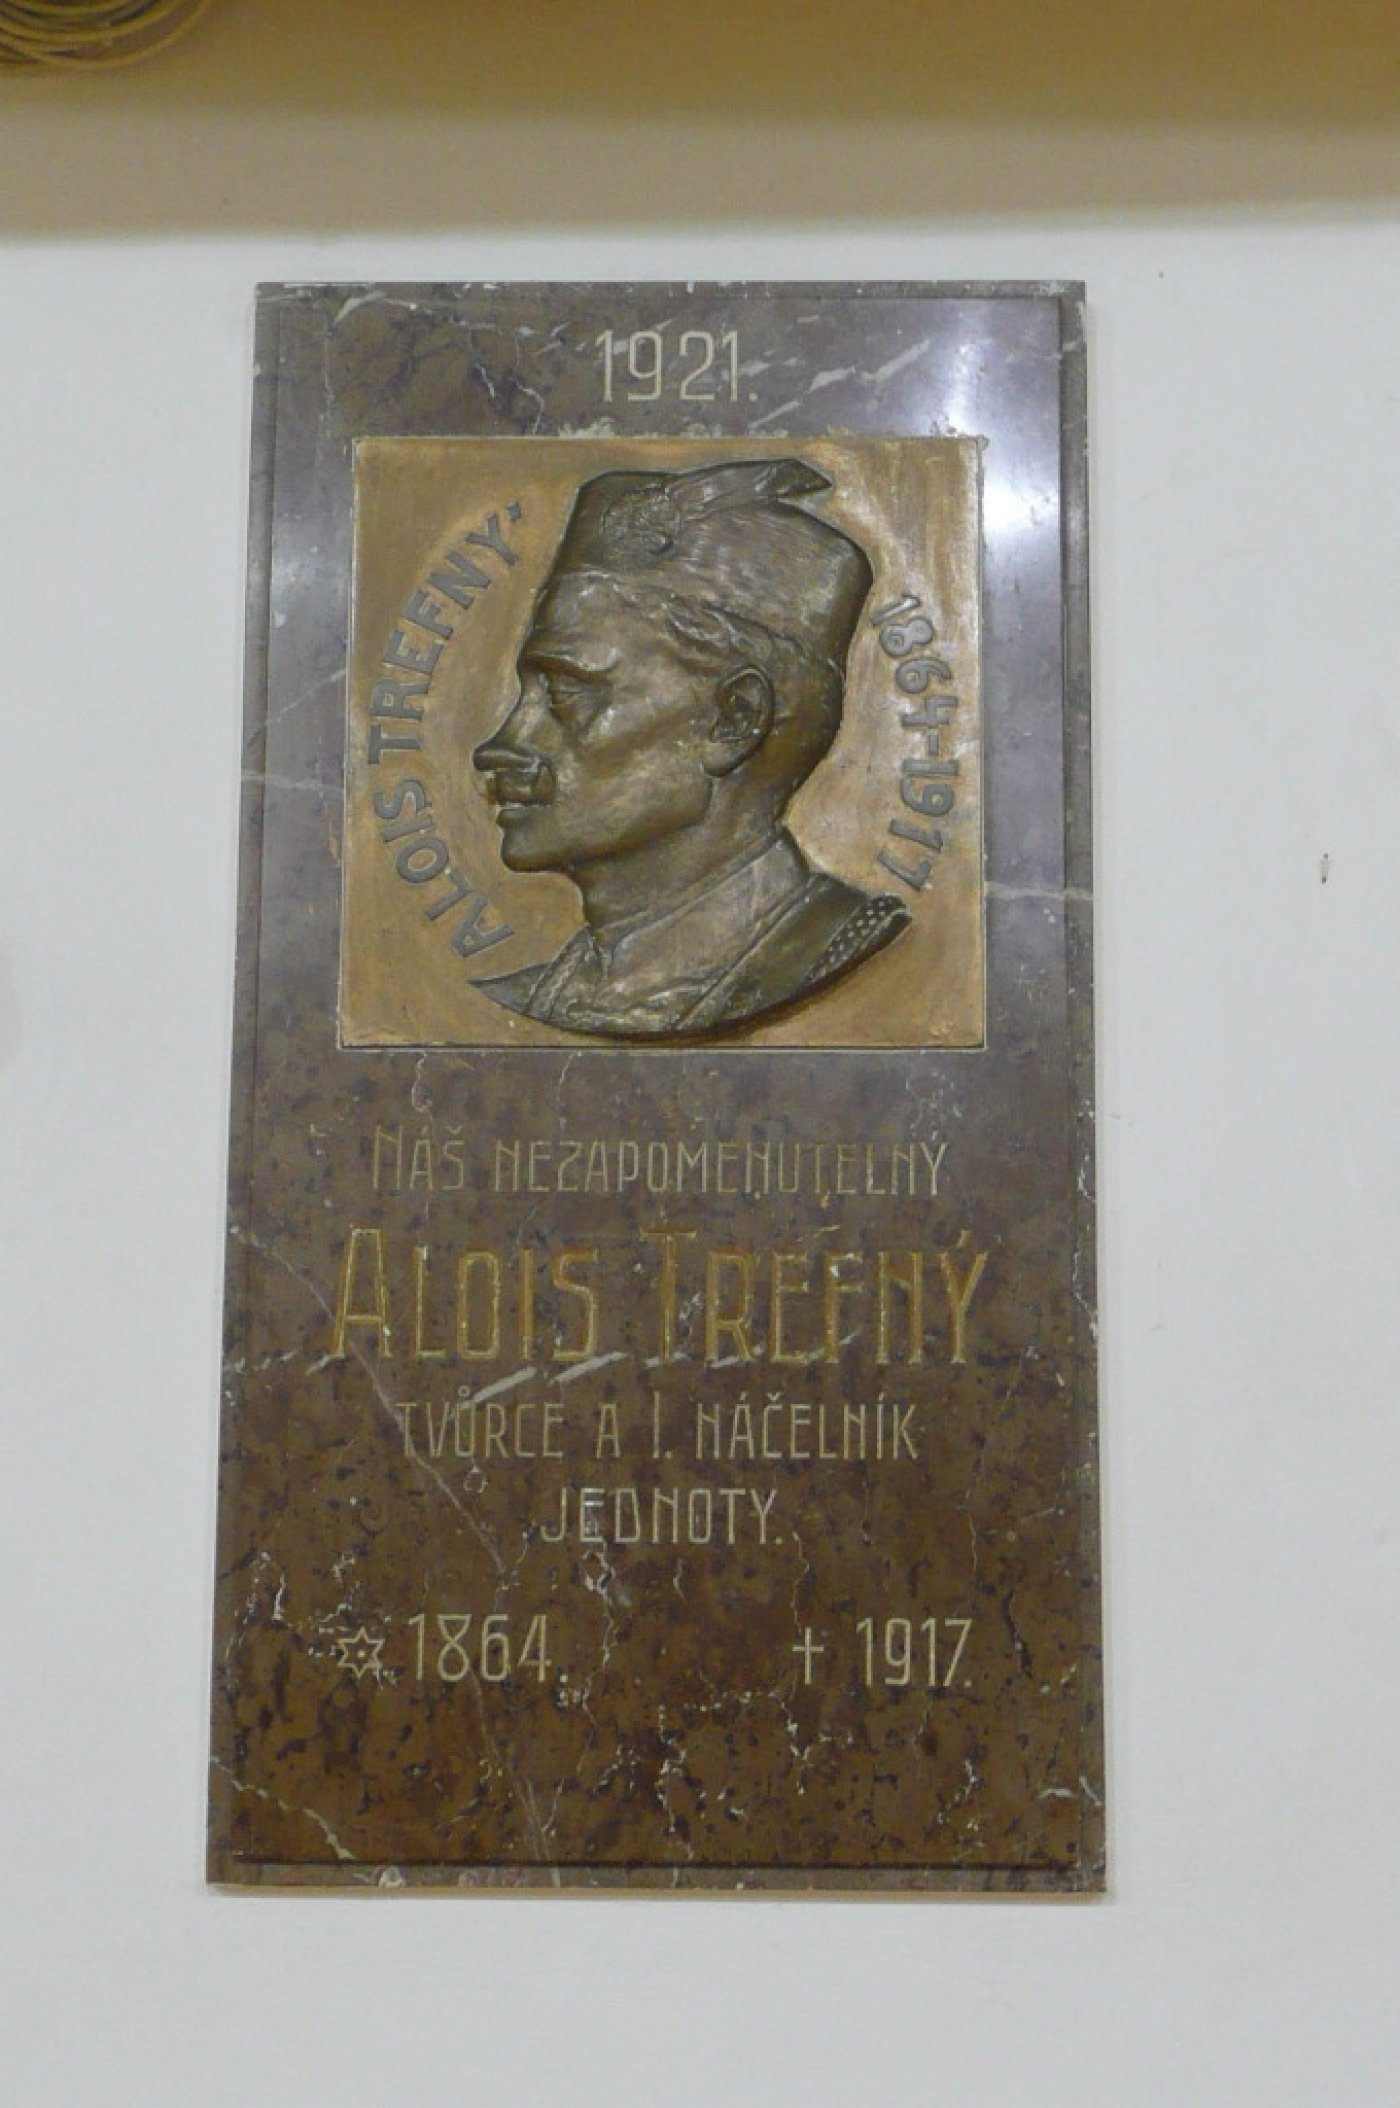 1921.
ALOIS TREFNÝ
1864-1917
NÁŠ NEZAPOMENUTELNÝ
ALOIS TREFNÝ
TVŮRCE A I. NÁČELNÍK
JEDNOTY.
1864.
† 1917.